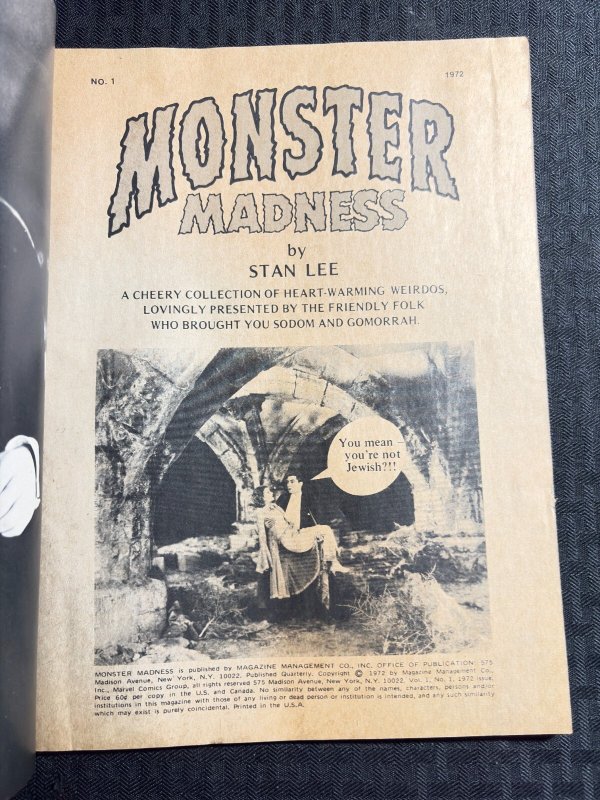 NO. 1
1972
MONSTER
MADNESS
by
STAN LEE
A CHEERY COLLECTION OF HEART-WARMING WEIRDOS,
LOVINGLY PRESENTED BY THE FRIENDLY FOLK
WHO BROUGHT YOU SODOM AND GOMORRAH.
You mean –
you're not
Jewish?!!
MONSTER MADNESS is published by MAGAZINE MANAGEMENT CO., INC. OFFICE OF PUBLICATION: 575
Madison Avenue, New York, N.Y. 10022. Published Quarterly. Copyright © 1972 by Magazine Management Co.,
Inc., Marvel Comics Group, all rights reserved 575 Madison Avenue, New York, N.Y. 10022. Vol. 1, No. 1, 1972 issue.
Price 60¢ per copy in the U.S. and Canada. No similarity between any of the names, characters, persons and/or
institutions in this magazine with those of any living or dead person or institution is intended, and any such similarity
which may exist is purely coincidental. Printed in the U.S.A.